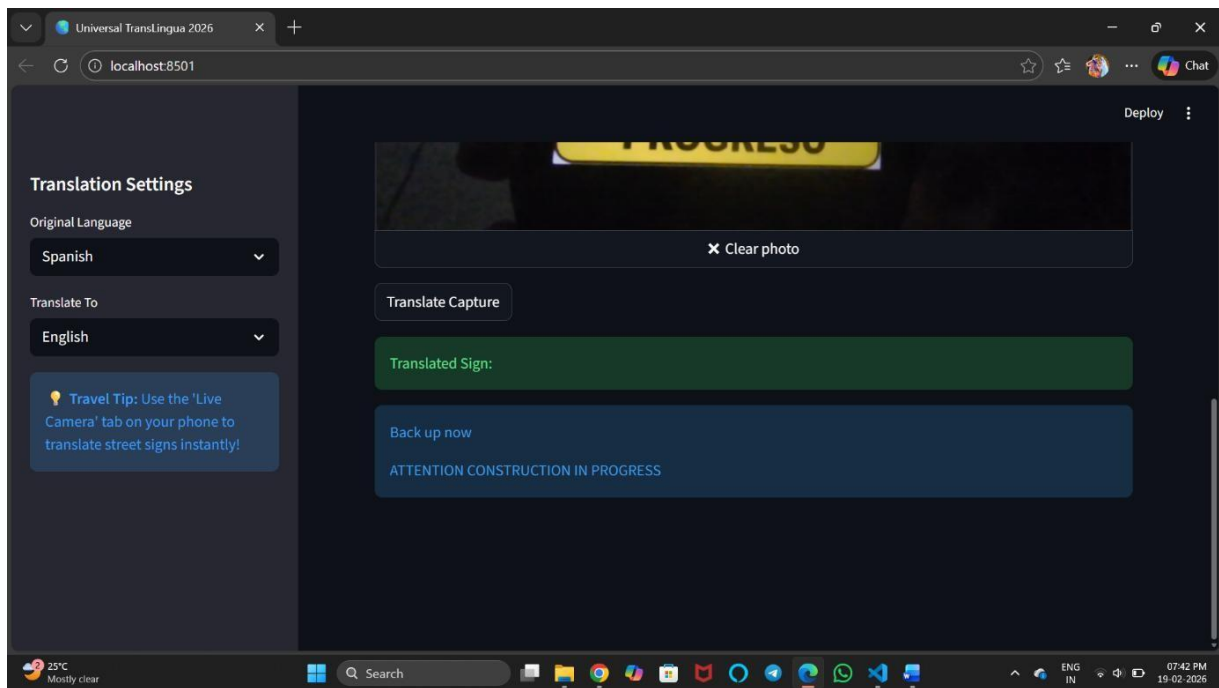 Universal TransLingua 2026
localhost:8501
Chat
Deploy
PROGRESO
Translation Settings
Original Language
Spanish
Translate To
English
💡 Travel Tip: Use the 'Live
Camera' tab on your phone to
translate street signs instantly!
Clear photo
Translate Capture
Translated Sign:
Back up now
ATTENTION CONSTRUCTION IN PROGRESS
2
25°C
Mostly clear
Search
ENG
IN
07:42 PM
19-02-2026